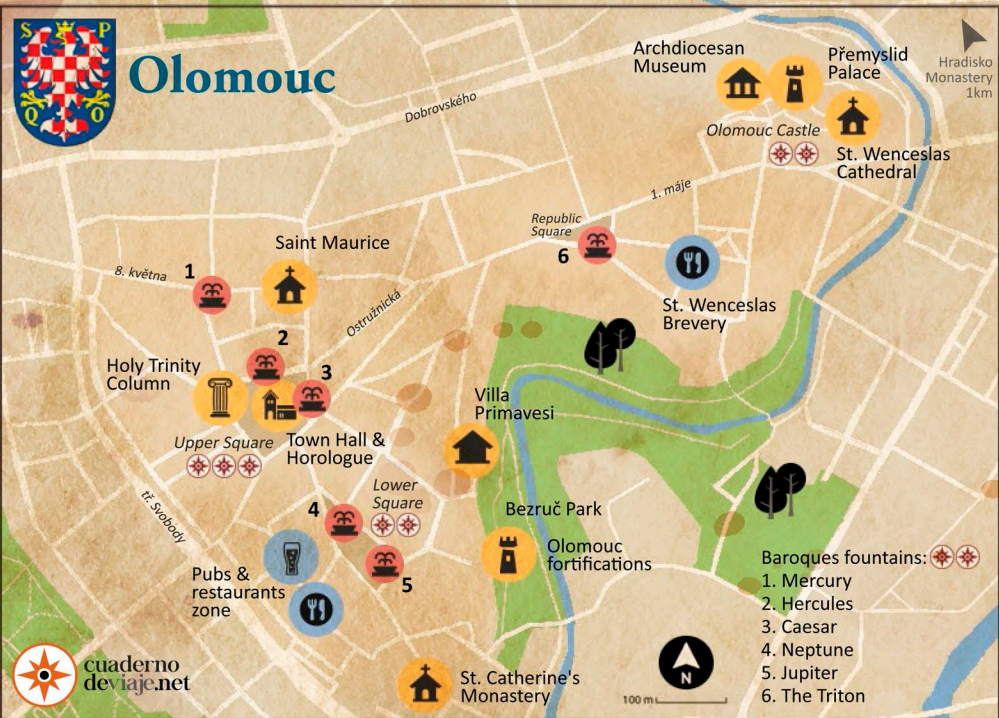 S P
Q O
Olomouc
Dobrovského
Archdiocesan
Museum
Přemyslid
Palace
Hradisko
Monastery
1km
Olomouc Castle
St. Wenceslas
Cathedral
1. máje
Republic
Square
6
St. Wenceslas
Brevery
Saint Maurice
8. května
1
Ostružnická
2
3
Holy Trinity
Column
Villa
Primavesi
Upper Square
Town Hall &
Horologue
Lower
Square
4
5
tř. Svobody
Bezruč Park
Olomouc
fortifications
Pubs &
restaurants
zone
Baroques fountains:
1. Mercury
2. Hercules
3. Caesar
4. Neptune
5. Jupiter
6. The Triton
cuaderno
deviaje.net
St. Catherine's
Monastery
N
100 m